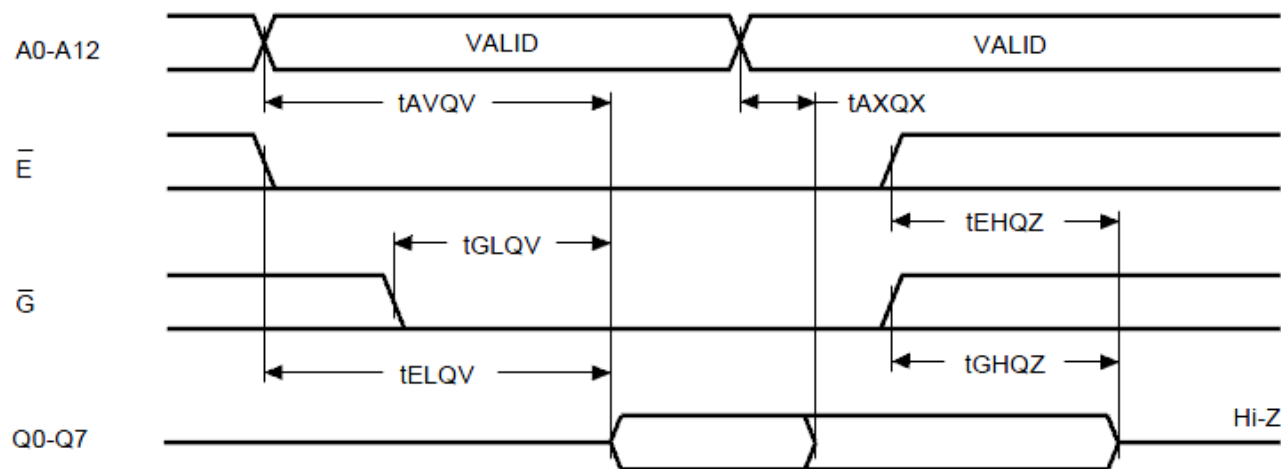 A0-A12 VALID VALID
tAVQV tAXQX
E̅
tEHQZ
tGLQV
G̅
tGHQZ
tELQV
Hi-Z
Q0-Q7